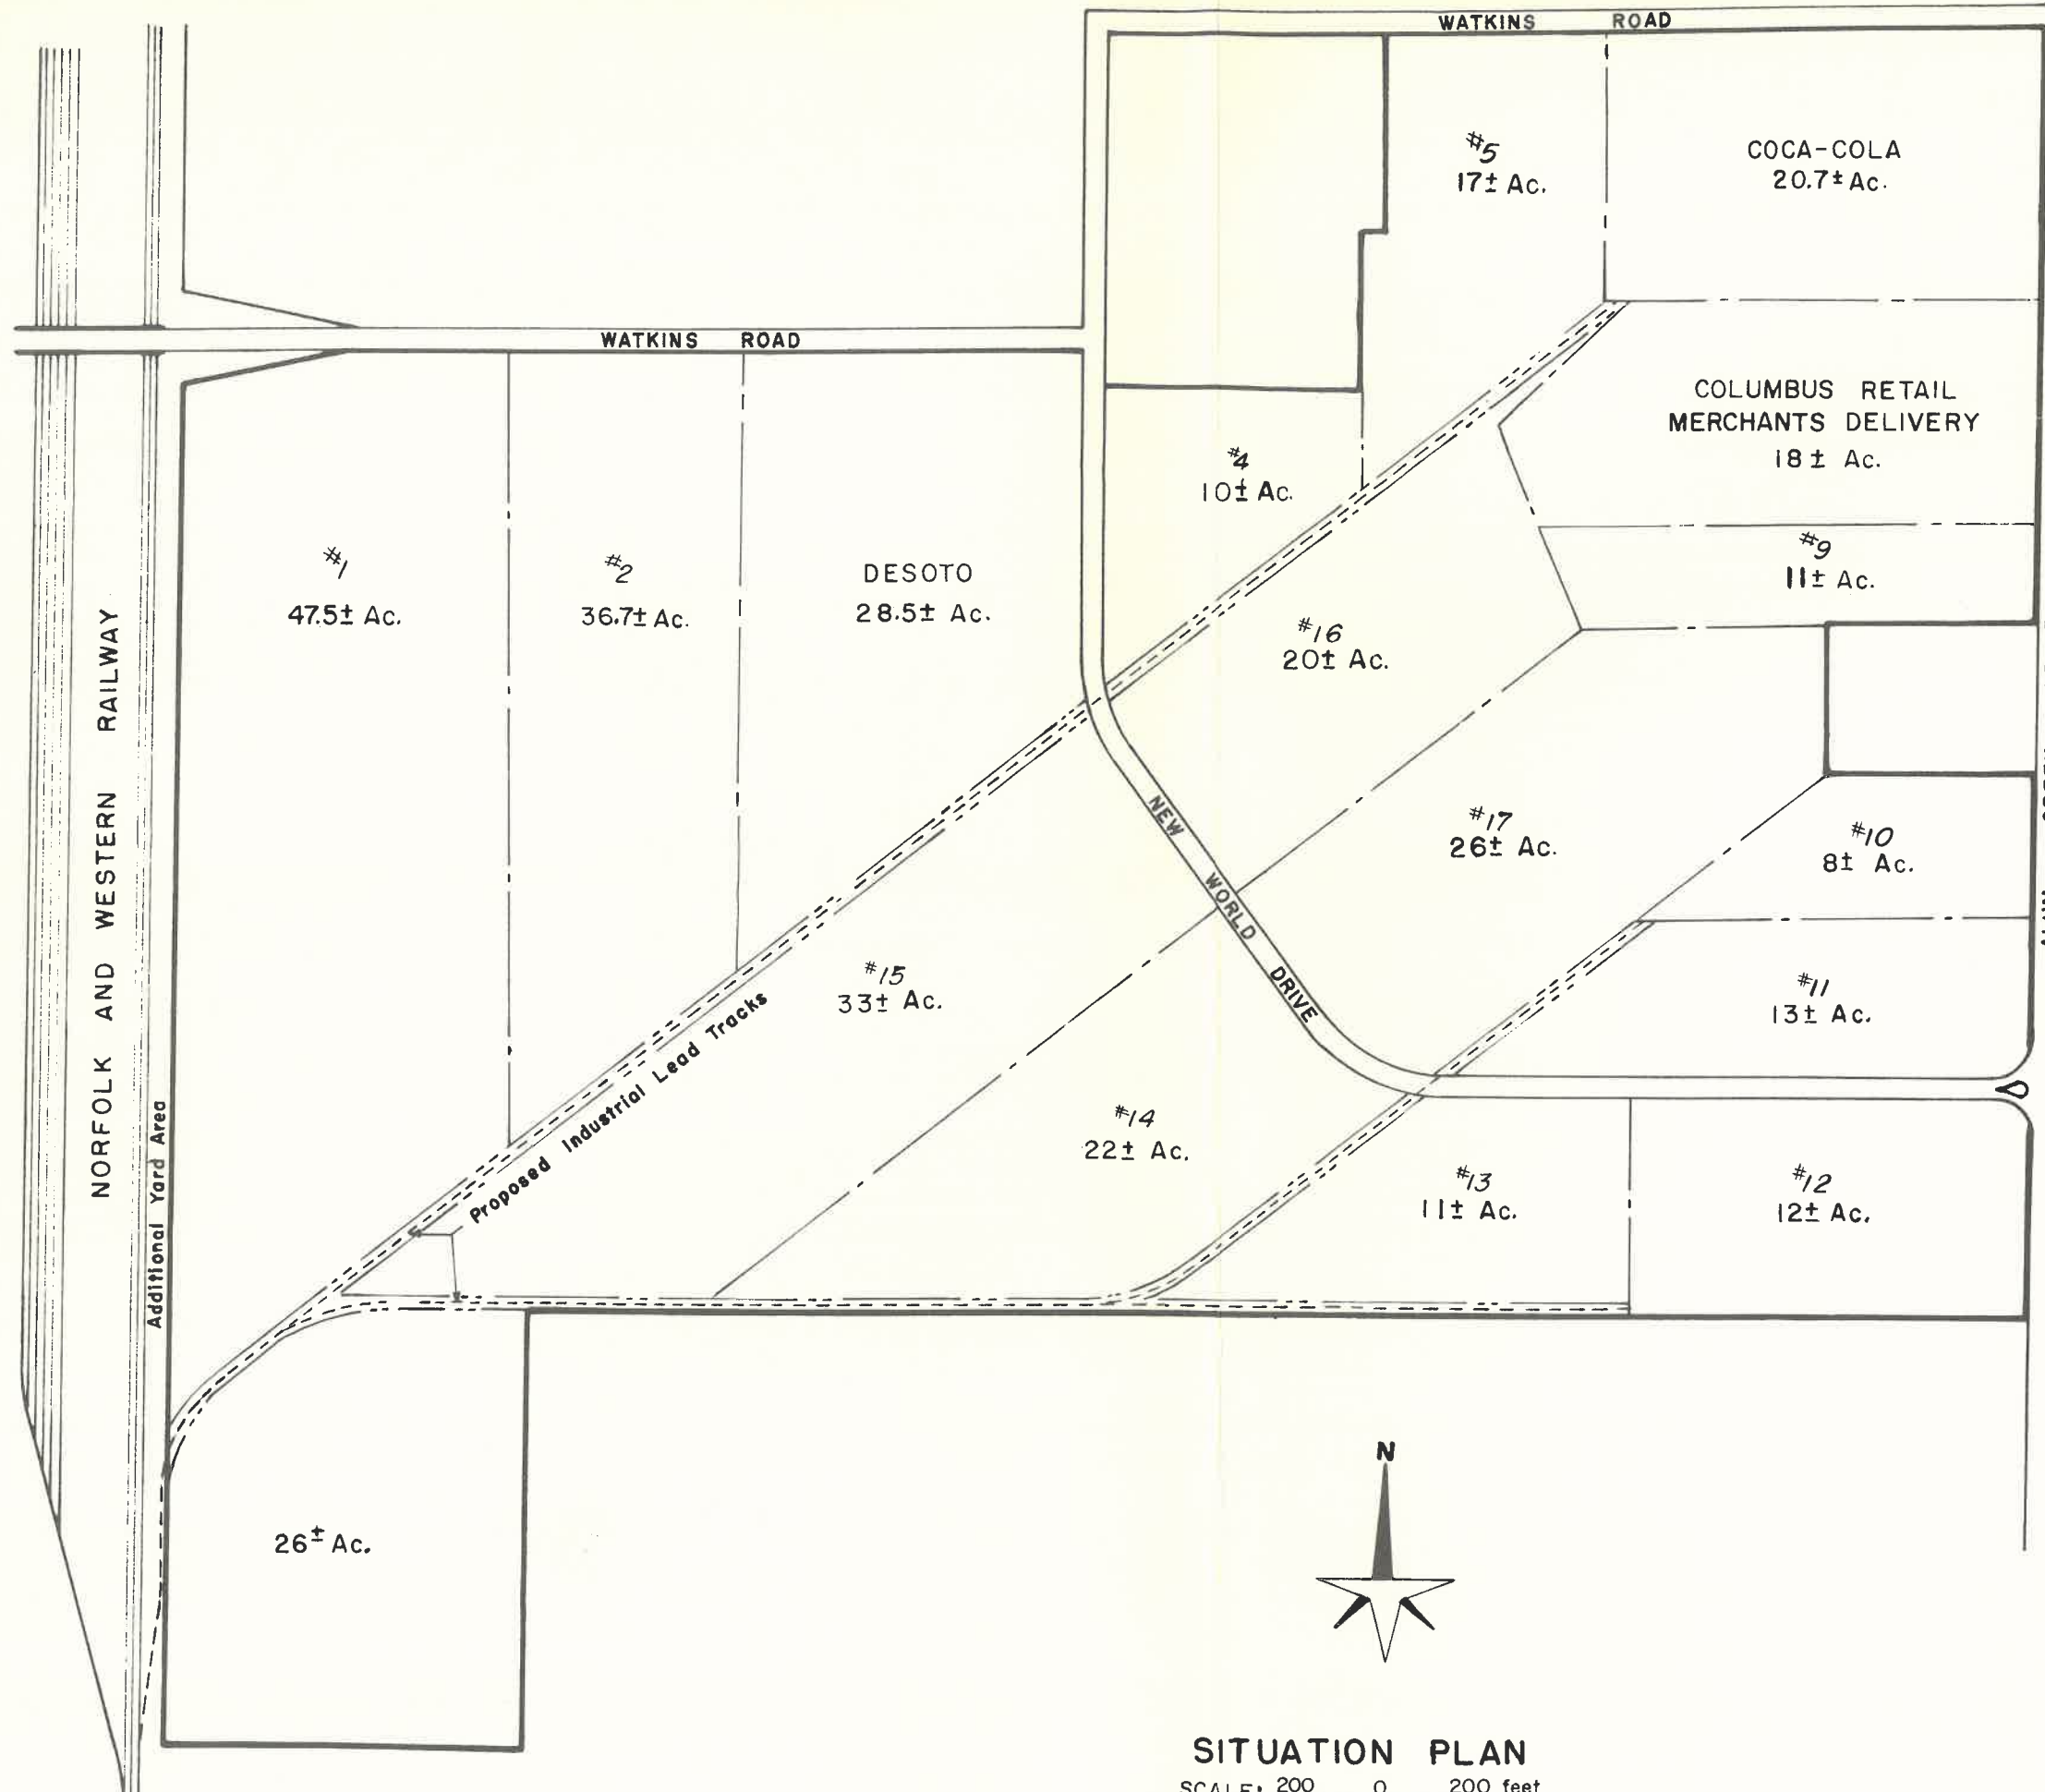 WATKINS ROAD
#5
17± Ac.
COCA-COLA
20.7± Ac.
WATKINS ROAD
COLUMBUS RETAIL
MERCHANTS DELIVERY
18± Ac.
#4
10± Ac.
#1
47.5± Ac.
#2
36.7± Ac.
DESOTO
28.5± Ac.
#9
11± Ac.
#16
20± Ac.
NORFOLK AND WESTERN RAILWAY
NEW WORLD DRIVE
#17
26± Ac.
#10
8± Ac.
#15
33± Ac.
#11
13± Ac.
Proposed Industrial Lead Tracks
Additional Yard Area
#14
22± Ac.
#13
11± Ac.
#12
12± Ac.
26± Ac.
N
SITUATION PLAN
SCALE: 200 0 200 feet